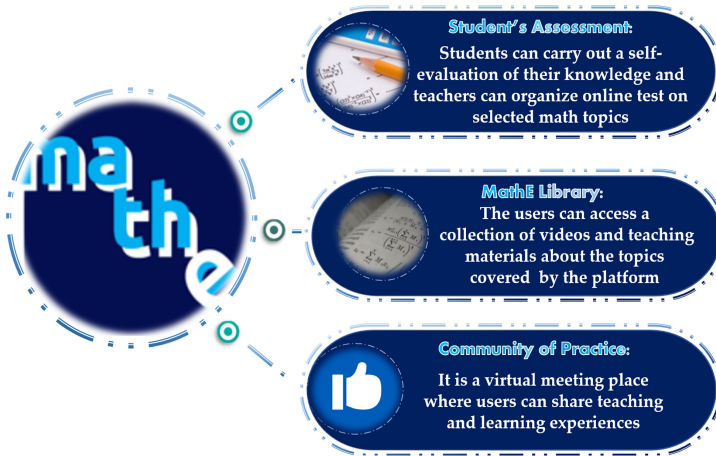 ma
th
e
Student's Assessment:
Students can carry out a self-
evaluation of their knowledge and
teachers can organize online test on
selected math topics
MathE Library:
The users can access a
collection of videos and teaching
materials about the topics
covered by the platform
Community of Practice:
It is a virtual meeting place
where users can share teaching
and learning experiences